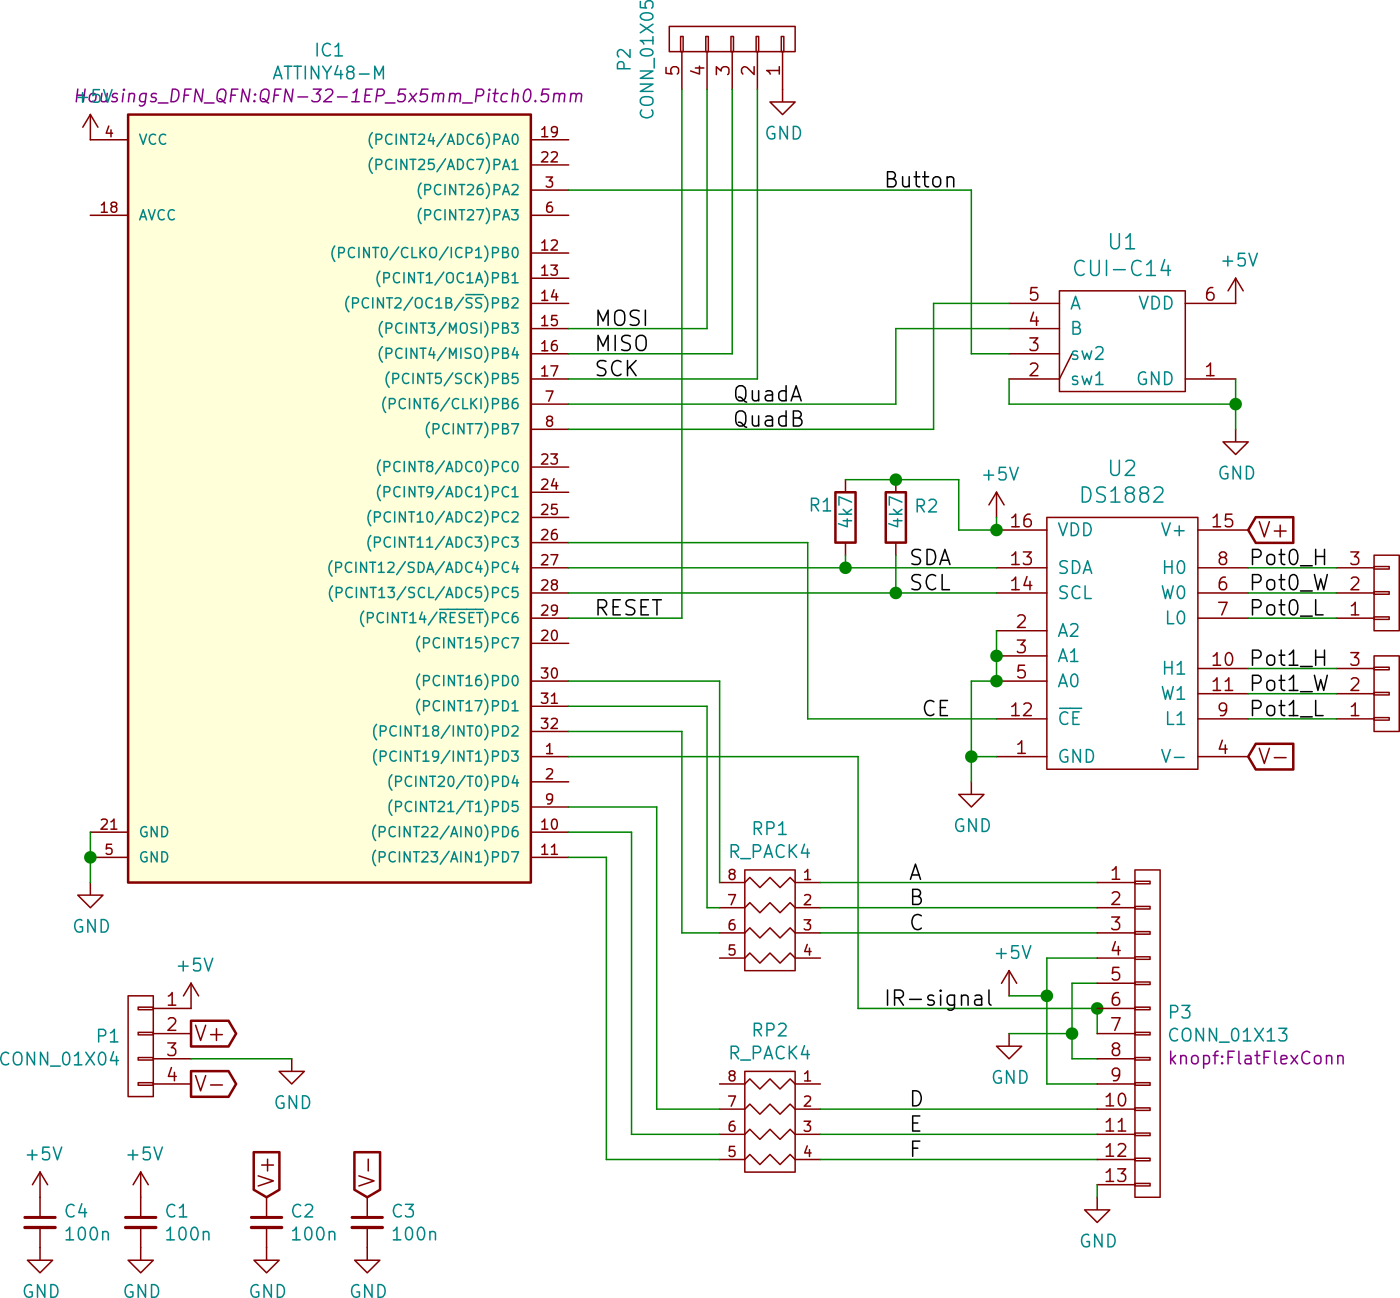 IC1
ATTINY48-M
Housings_DFN_QFN:QFN-32-1EP_5x5mm_Pitch0.5mm
+5V
4 VCC
18 AVCC
21 GND
5 GND
GND
(PCINT24/ADC6)PA0 19
(PCINT25/ADC7)PA1 22
(PCINT26)PA2 3
(PCINT27)PA3 6
(PCINT0/CLKO/ICP1)PB0 12
(PCINT1/OC1A)PB1 13
(PCINT2/OC1B/SS)PB2 14
(PCINT3/MOSI)PB3 15
(PCINT4/MISO)PB4 16
(PCINT5/SCK)PB5 17
(PCINT6/CLKI)PB6 7
(PCINT7)PB7 8
(PCINT8/ADC0)PC0 23
(PCINT9/ADC1)PC1 24
(PCINT10/ADC2)PC2 25
(PCINT11/ADC3)PC3 26
(PCINT12/SDA/ADC4)PC4 27
(PCINT13/SCL/ADC5)PC5 28
(PCINT14/RESET)PC6 29
(PCINT15)PC7 20
(PCINT16)PD0 30
(PCINT17)PD1 31
(PCINT18/INT0)PD2 32
(PCINT19/INT1)PD3 1
(PCINT20/T0)PD4 2
(PCINT21/T1)PD5 9
(PCINT22/AIN0)PD6 10
(PCINT23/AIN1)PD7 11
P2
CONN_01X05
5 4 3 2 1
GND
Button
MOSI
MISO
SCK
QuadA
QuadB
RESET
U1
CUI-C14
5 A
4 B
3 sw2
2 sw1
VDD 6
GND 1
+5V
GND
R1 4k7
4k7 R2
SDA
SCL
CE
+5V
U2
DS1882
16 VDD
13 SDA
14 SCL
2 A2
3 A1
5 A0
12 CE
1 GND
GND
V+ 15 V+
H0 8 Pot0_H 3
W0 6 Pot0_W 2
L0 7 Pot0_L 1
H1 10 Pot1_H 3
W1 11 Pot1_W 2
L1 9 Pot1_L 1
V- 4 V-
RP1
R_PACK4
8 1
7 2
6 3
5 4
A
B
C
IR-signal
+5V
GND
RP2
R_PACK4
8 1
7 2
6 3
5 4
D
E
F
1
2
3
4
5
6
7
8
9
10
11
12
13
P3
CONN_01X13
knopf:FlatFlexConn
GND
P1
CONN_01X04
+5V
1
2 V+
3
4 V-
GND
+5V
C4
100n
GND
+5V
C1
100n
GND
V+
C2
100n
GND
V-
C3
100n
GND